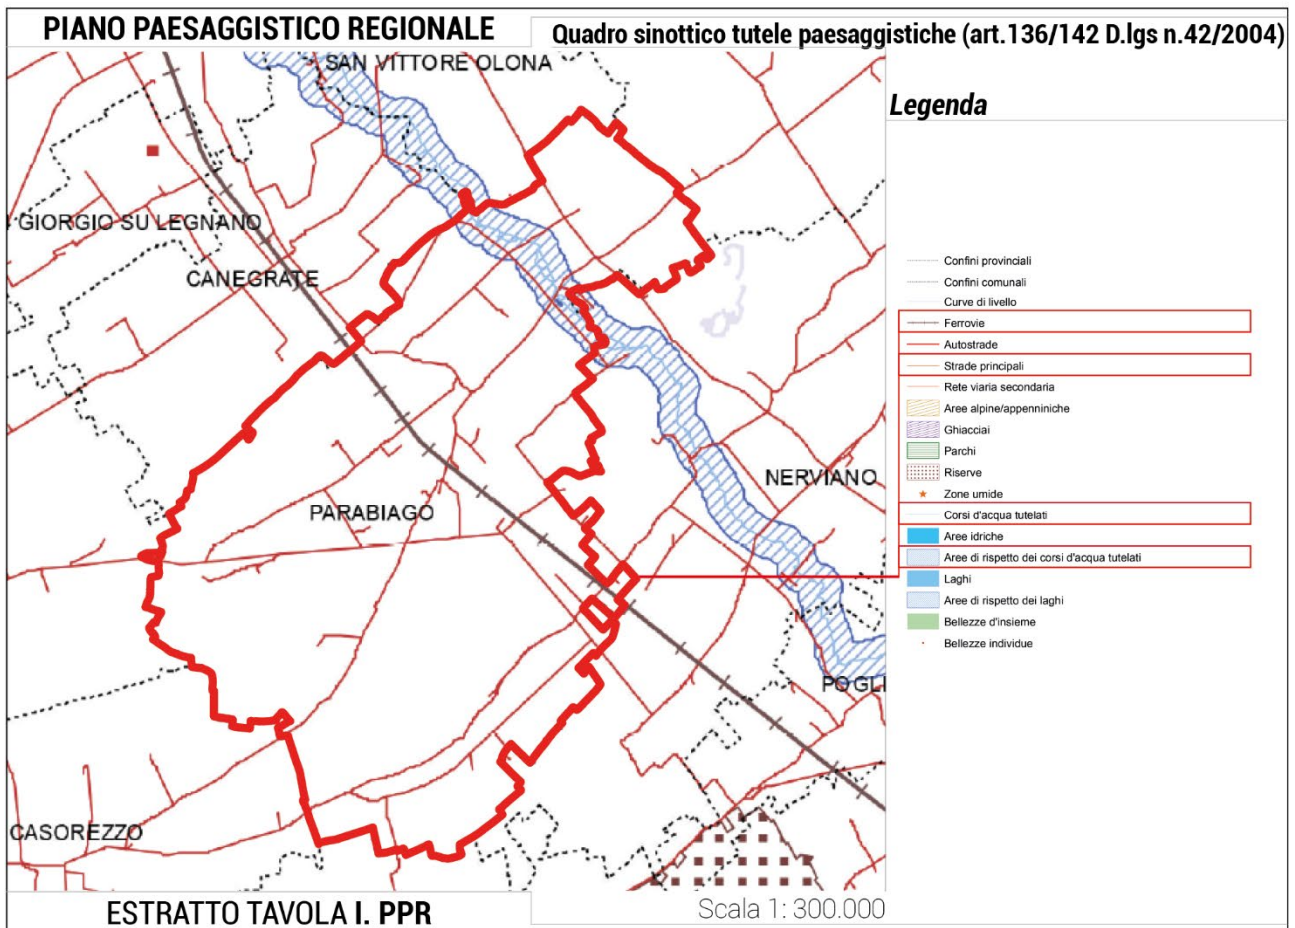 PIANO PAESAGGISTICO REGIONALE
Quadro sinottico tutele paesaggistiche (art.136/142 D.lgs n.42/2004)
SAN VITTORE OLONA
GIORGIO SU LEGNANO
CANEGRATE
PARABIAGO
NERVIANO
POGLI
CASOREZZO
Legenda
Confini provinciali
Confini comunali
Curve di livello
Ferrovie
Autostrade
Strade principali
Rete viaria secondaria
Aree alpine/appenniniche
Ghiacciai
Parchi
Riserve
Zone umide
Corsi d'acqua tutelati
Aree idriche
Aree di rispetto dei corsi d'acqua tutelati
Laghi
Aree di rispetto dei laghi
Bellezze d'insieme
Bellezze individue
ESTRATTO TAVOLA I. PPR
Scala 1: 300.000